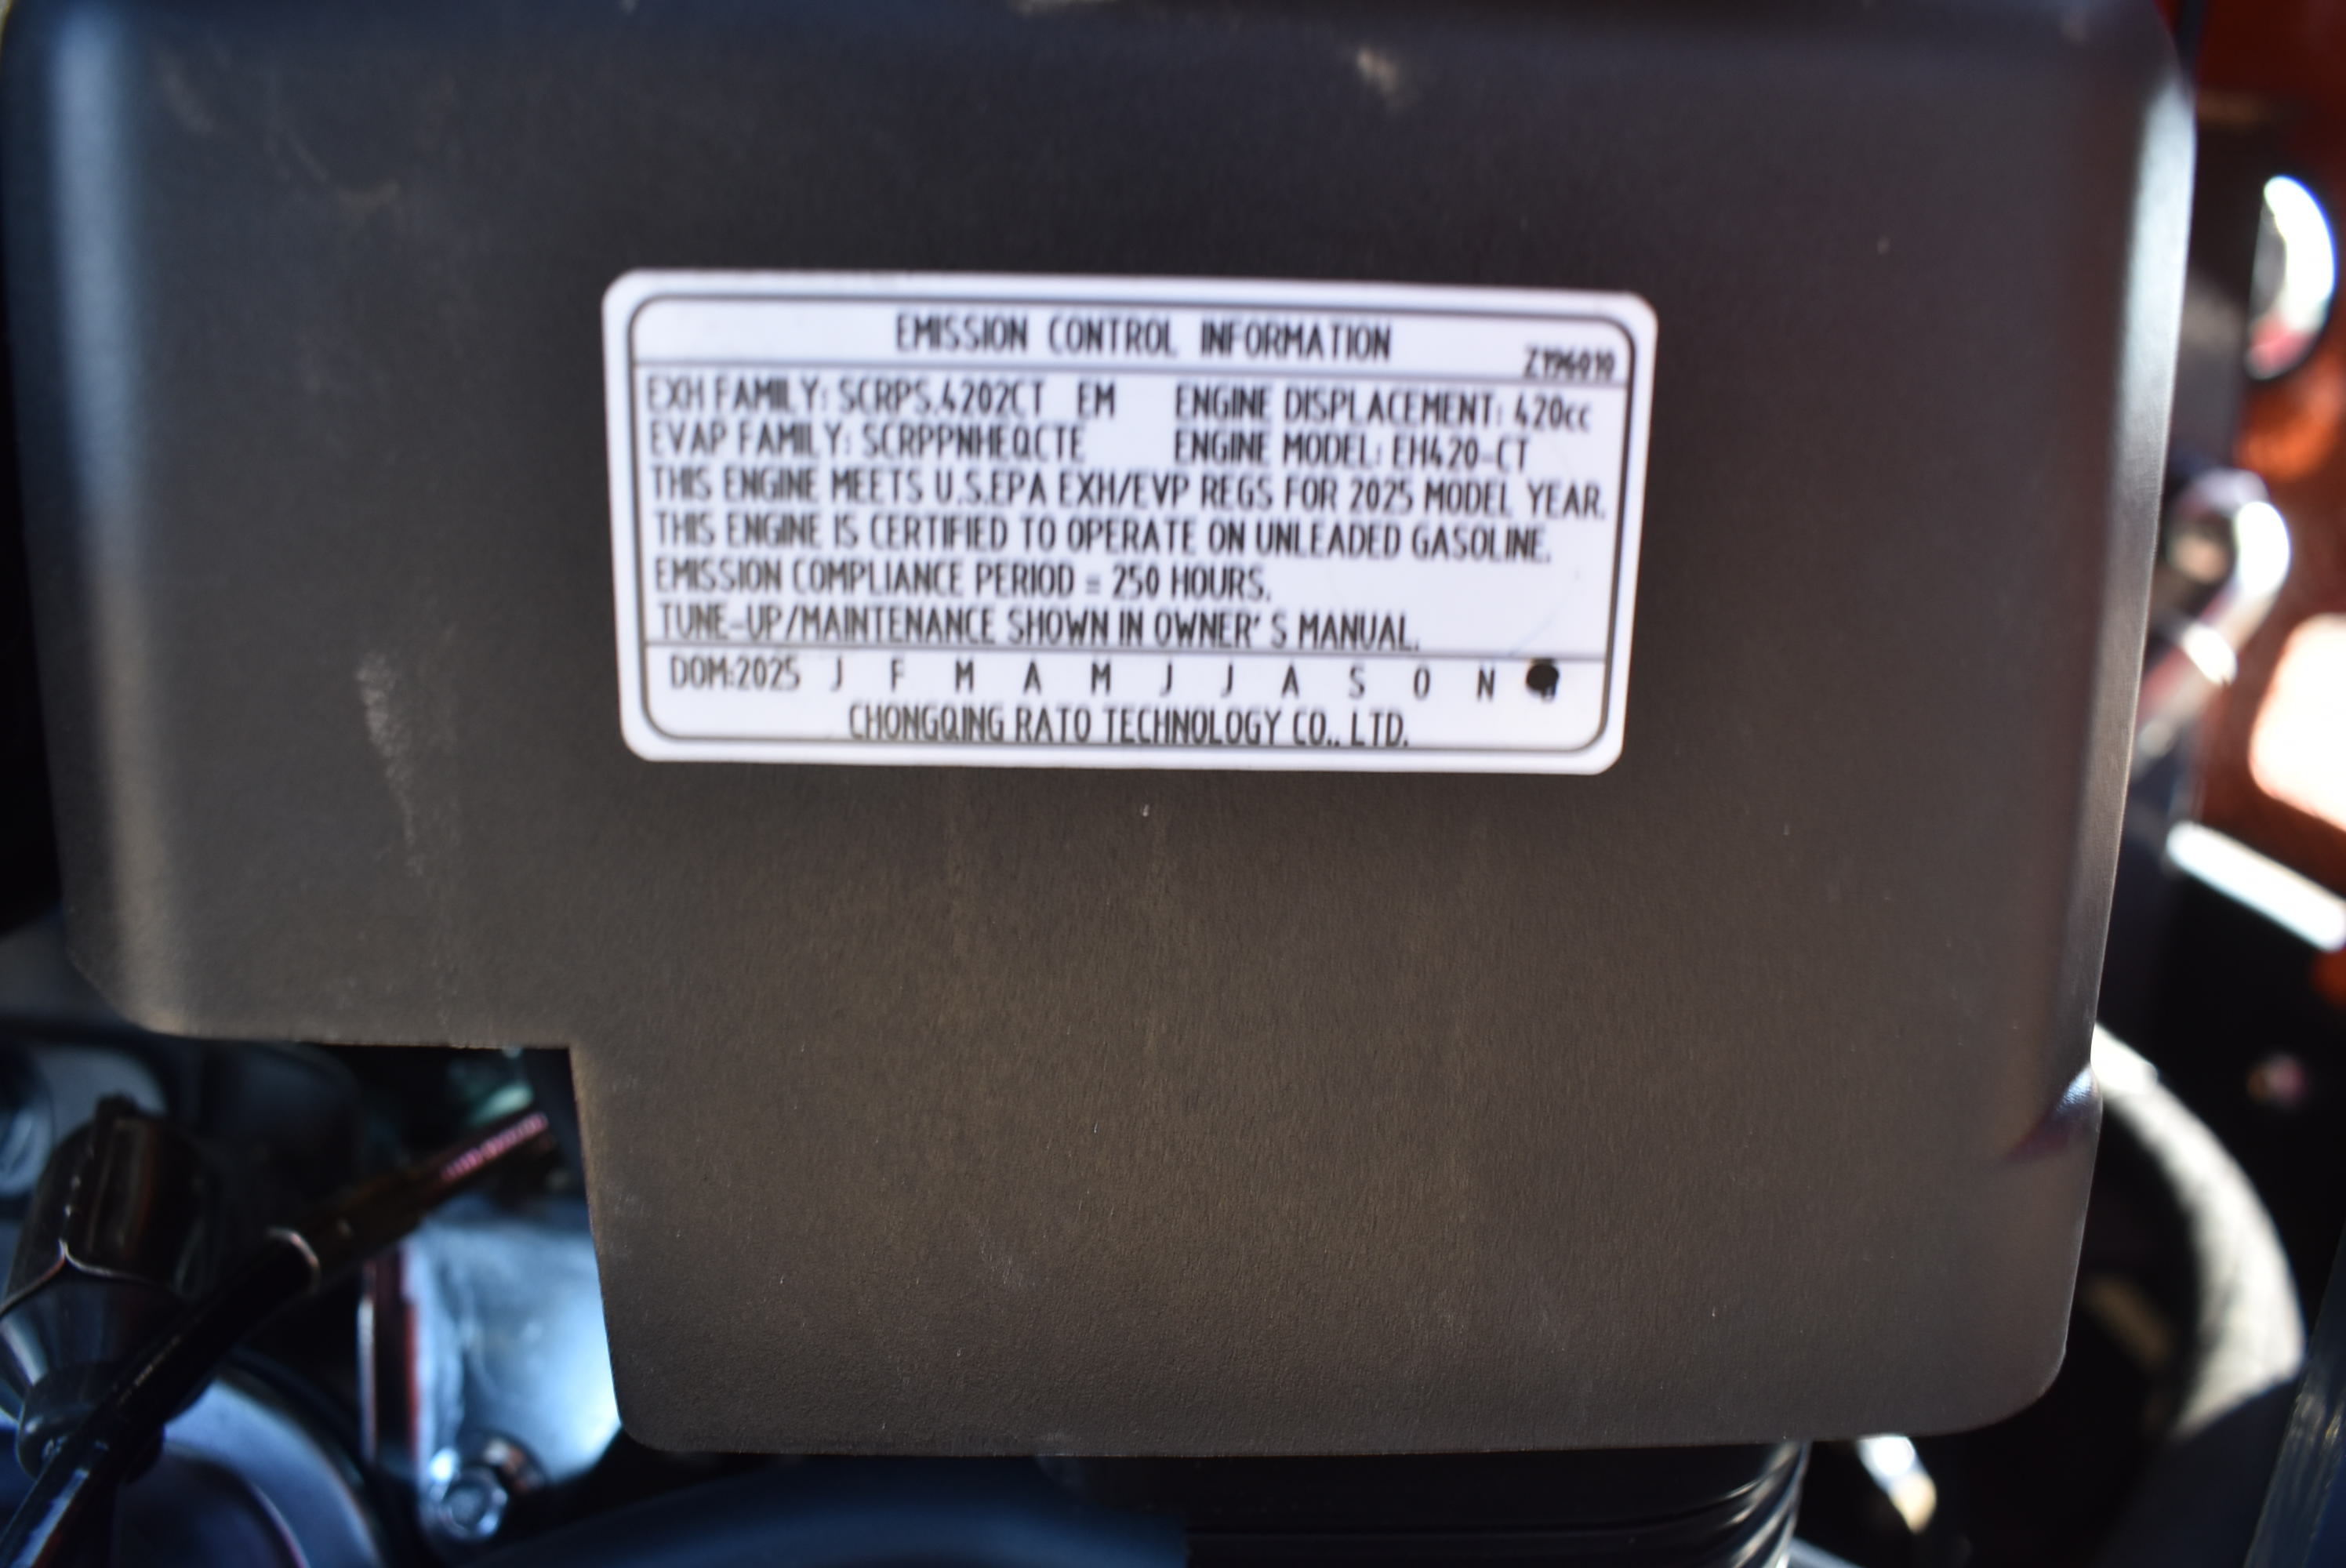 EMISSION CONTROL INFORMATION
Z196010
EXH FAMILY: SCRPS.4202CT EM ENGINE DISPLACEMENT: 420cc
EVAP FAMILY: SCRPPNHEQCTE ENGINE MODEL: EH420-CT
THIS ENGINE MEETS U.S.EPA EXH/EVP REGS FOR 2025 MODEL YEAR.
THIS ENGINE IS CERTIFIED TO OPERATE ON UNLEADED GASOLINE.
EMISSION COMPLIANCE PERIOD = 250 HOURS.
TUNE-UP/MAINTENANCE SHOWN IN OWNER' S MANUAL.
DOM:2025 J F M A M J J A S O N
CHONGQING RATO TECHNOLOGY CO., LTD.